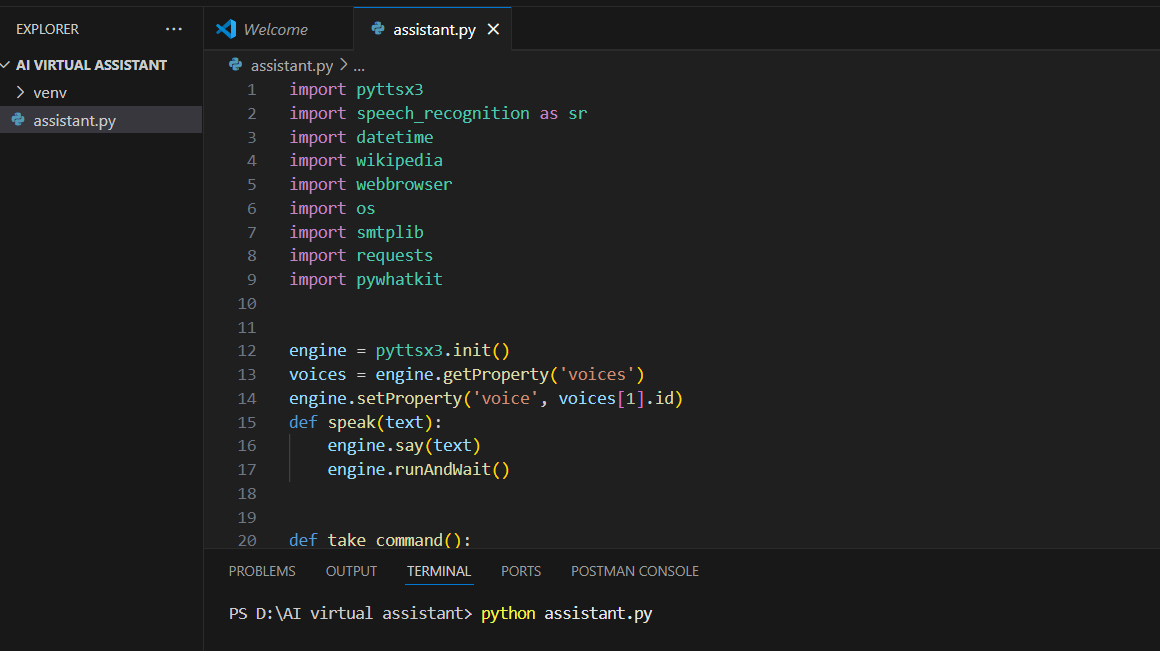 EXPLORER ...
AI VIRTUAL ASSISTANT
venv
assistant.py
Welcome
assistant.py
assistant.py > ...
1 import pyttsx3
2 import speech_recognition as sr
3 import datetime
4 import wikipedia
5 import webbrowser
6 import os
7 import smtplib
8 import requests
9 import pywhatkit
10
11
12 engine = pyttsx3.init()
13 voices = engine.getProperty('voices')
14 engine.setProperty('voice', voices[1].id)
15 def speak(text):
16     engine.say(text)
17     engine.runAndWait()
18
19
20 def take_command():
PROBLEMS OUTPUT TERMINAL PORTS POSTMAN CONSOLE
PS D:\AI virtual assistant> python assistant.py